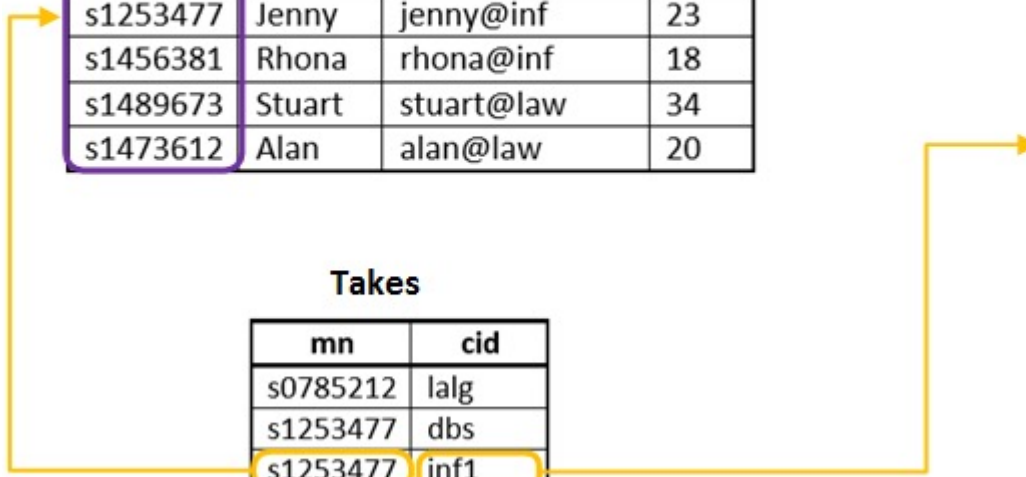 s1253477 Jenny jenny@inf 23
s1456381 Rhona rhona@inf 18
s1489673 Stuart stuart@law 34
s1473612 Alan alan@law 20
Takes
mn cid
s0785212 lalg
s1253477 dbs
s1253477 inf1